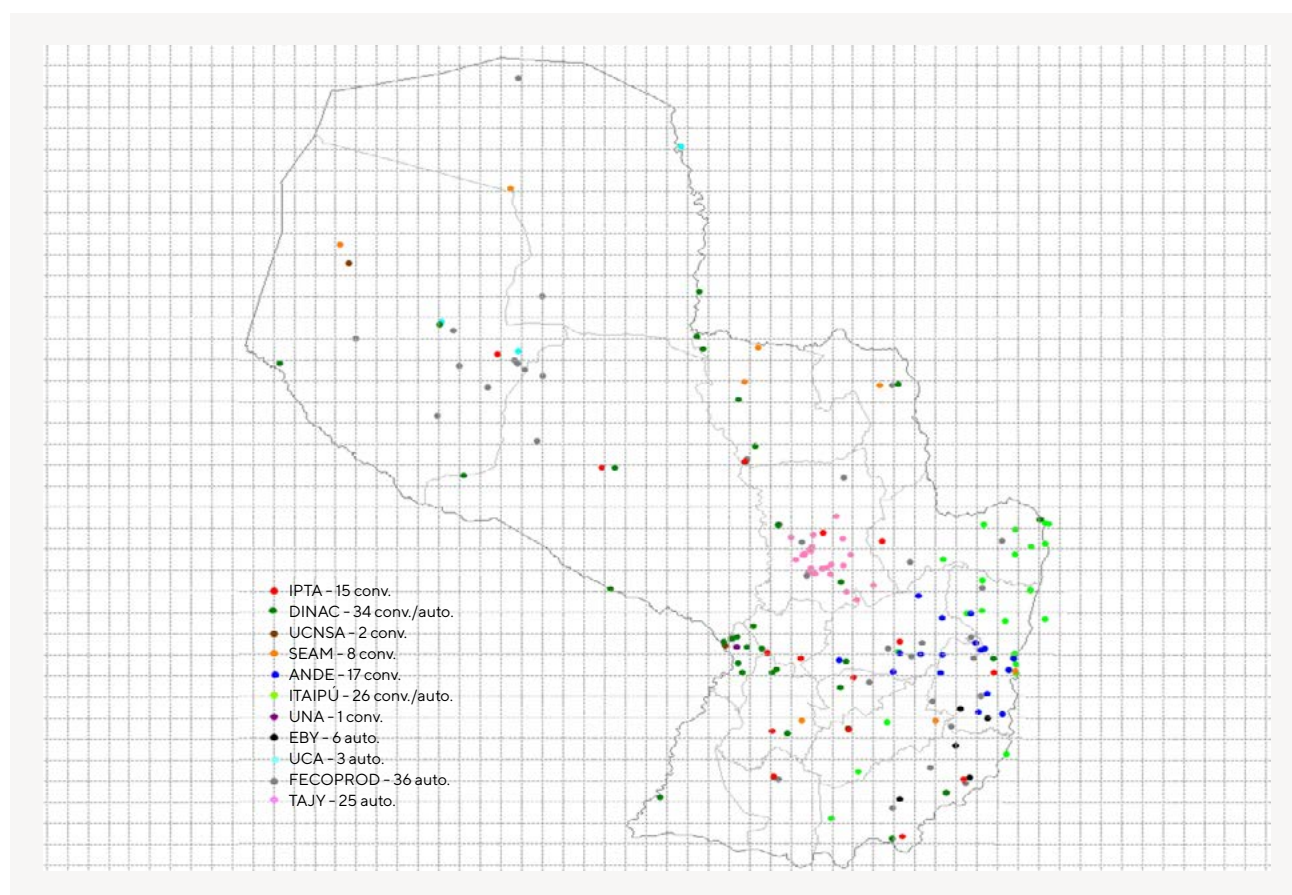 IPTA - 15 conv.
DINAC - 34 conv./auto.
UCNSA - 2 conv.
SEAM - 8 conv.
ANDE - 17 conv.
ITAIPÚ - 26 conv./auto.
UNA - 1 conv.
EBY - 6 auto.
UCA - 3 auto.
FECOPROD - 36 auto.
TAJY - 25 auto.